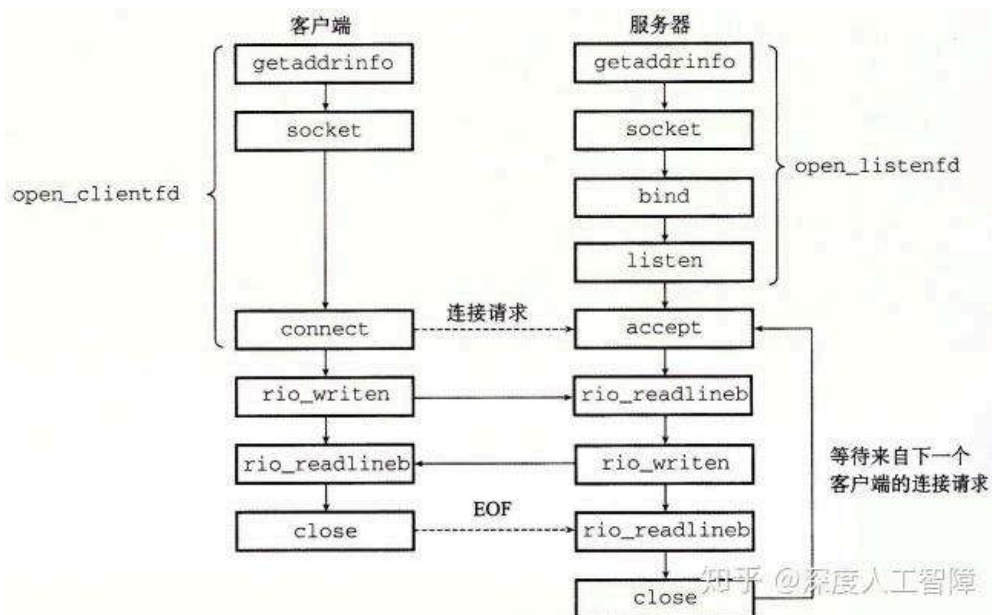 客户端
服务器
getaddrinfo
getaddrinfo
socket
socket
open_clientfd
open_listenfd
bind
listen
连接请求
connect
accept
rio_writen
rio_readlineb
rio_readlineb
rio_writen
等待来自下一个
客户端的连接请求
EOF
close
rio_readlineb
close
知乎 @深度人工智障